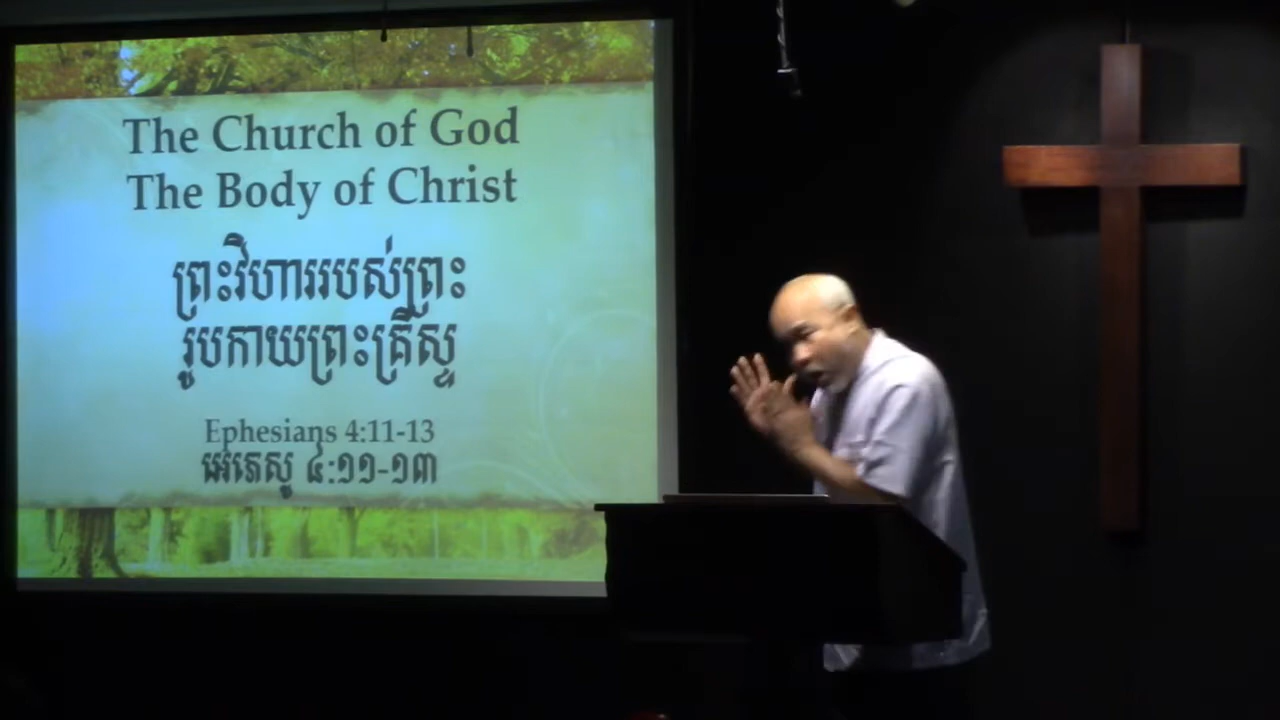 The Church of God
The Body of Christ
ព្រះវិហាររបស់ព្រះ
រូបកាយព្រះគ្រីស្ទ
Ephesians 4:11-13
អេភេសូ ៤:១១-១៣